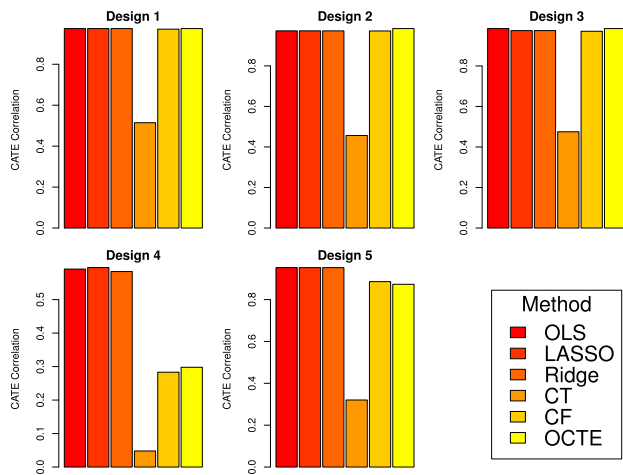 Design 1
CATE Correlation
0.0 0.2 0.4 0.6 0.8
Design 2
CATE Correlation
0.0 0.2 0.4 0.6 0.8
Design 3
CATE Correlation
0.0 0.2 0.4 0.6 0.8
Design 4
CATE Correlation
0.0 0.1 0.2 0.3 0.4 0.5
Design 5
CATE Correlation
0.0 0.2 0.4 0.6 0.8
Method
OLS
LASSO
Ridge
CT
CF
OCTE